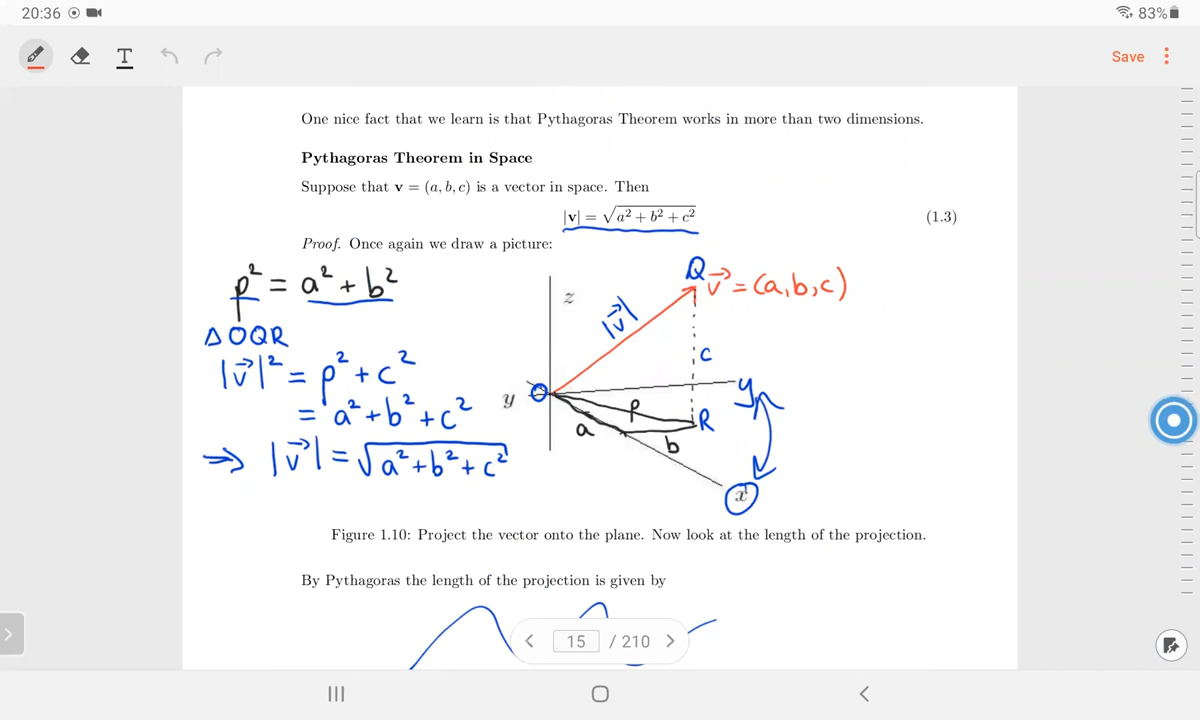 20:36 83%
T Save
One nice fact that we learn is that Pythagoras Theorem works in more than two dimensions.
Pythagoras Theorem in Space
Suppose that v = (a, b, c) is a vector in space. Then
|v| = √(a² + b² + c²) (1.3)
Proof. Once again we draw a picture:
p² = a² + b²
ΔOQR
|v⃗|² = p² + c²
= a² + b² + c²
⇒ |v⃗| = √(a² + b² + c²)
z
Q
v⃗ = (a, b, c)
|v⃗|
c
y
O
y
p
R
a
b
x
Figure 1.10: Project the vector onto the plane. Now look at the length of the projection.
By Pythagoras the length of the projection is given by
15 / 210